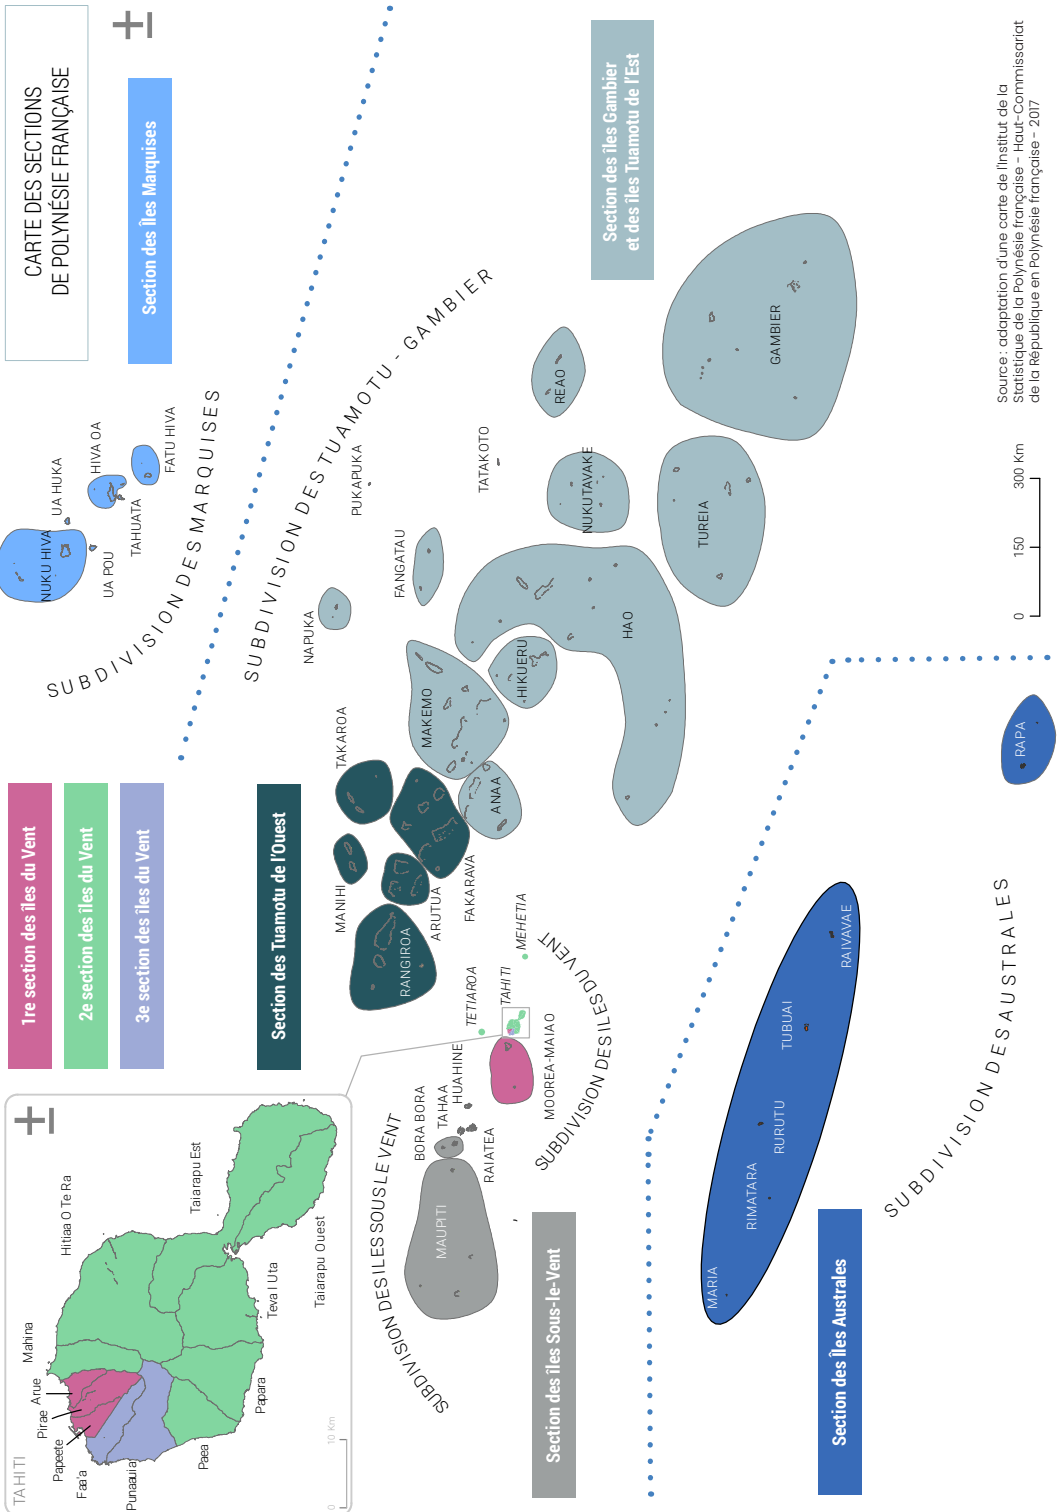 CARTE DES SECTIONS
DE POLYNÉSIE FRANÇAISE
Section des Îles Marquises
NUKU HIVA
UA HUKA
HIVA OA
FATU HIVA
UA POU
TAHUATA
SUBDIVISION DES MARQUISES
1re section des îles du Vent
2e section des îles du Vent
3e section des îles du Vent
Section des Tuamotu de l'Ouest
SUBDIVISION DES TUAMOTU - GAMBIER
Section des îles Gambier
et des îles Tuamotu de l'Est
NAPUKA
PUKAPUKA
FANGATAU
TATAKOTO
REAO
NUKUTAVAKE
TUREIA
GAMBIER
HAO
HIKUERU
MAKEMO
ANAA
TAKAROA
MANIHI
ARUTUA
FAKARAVA
RANGIROA
TETIAROA
TAHITI
MEHETIA
MOOREA-MAIAO
SUBDIVISION DES ILES DU VENT
SUBDIVISION DES ILES SOUS LE VENT
BORA BORA
TAHAA
HUAHINE
RAIATEA
MAUPITI
Section des îles Sous-le-Vent
TAHITI
Faa'a
Papeete
Pirae
Arue
Mahina
Hitiaa O Te Ra
Taiarapu Est
Taiarapu Ouest
Teva I Uta
Papara
Paea
Punaauia
0
10 Km
MARIA
RIMATARA
RURUTU
TUBUAI
RAIVAVAE
RAPA
SUBDIVISION DES AUSTRALES
Section des Îles Australes
0
150
300 Km
Source : adaptation d'une carte de l'Institut de la
Statistique de la Polynésie française - Haut-Commissariat
de la République en Polynésie française - 2017